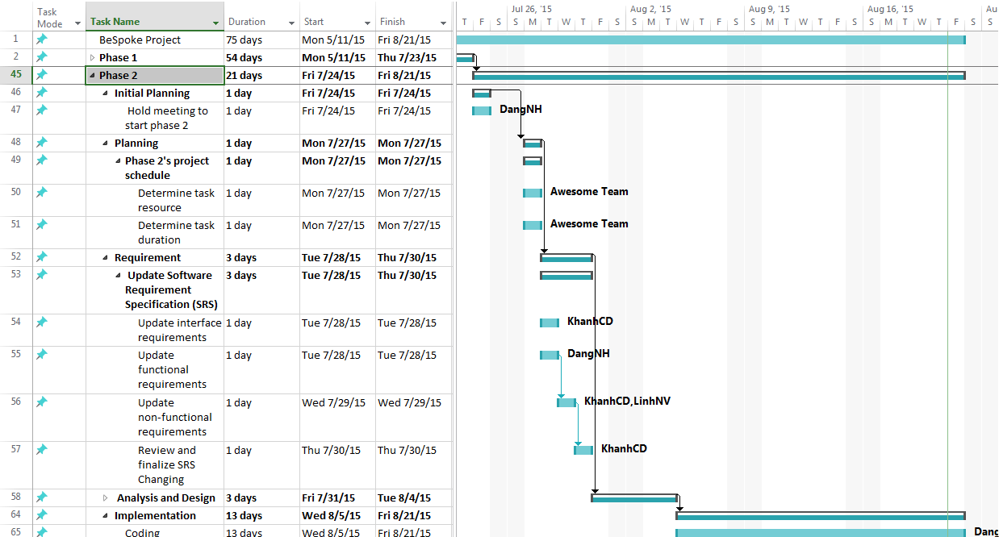 Task Mode Task Name Duration Start Finish
Jul 26, '15 Aug 2, '15 Aug 9, '15 Aug 16, '15 Au
T F S S M T W T F S S M T W T F S S M T W T F S S M T W T F S S
1 BeSpoke Project 75 days Mon 5/11/15 Fri 8/21/15
2 Phase 1 54 days Mon 5/11/15 Thu 7/23/15
45 Phase 2 21 days Fri 7/24/15 Fri 8/21/15
46 Initial Planning 1 day Fri 7/24/15 Fri 7/24/15
47 Hold meeting to 1 day Fri 7/24/15 Fri 7/24/15 DangNH
start phase 2
48 Planning 1 day Mon 7/27/15 Mon 7/27/15
49 Phase 2's project 1 day Mon 7/27/15 Mon 7/27/15
schedule
50 Determine task 1 day Mon 7/27/15 Mon 7/27/15 Awesome Team
resource
51 Determine task 1 day Mon 7/27/15 Mon 7/27/15 Awesome Team
duration
52 Requirement 3 days Tue 7/28/15 Thu 7/30/15
53 Update Software 3 days Tue 7/28/15 Thu 7/30/15
Requirement
Specification (SRS)
54 Update interface 1 day Tue 7/28/15 Tue 7/28/15 KhanhCD
requirements
55 Update 1 day Tue 7/28/15 Tue 7/28/15 DangNH
functional
requirements
56 Update 1 day Wed 7/29/15 Wed 7/29/15 KhanhCD,LinhNV
non-functional
requirements
57 Review and 1 day Thu 7/30/15 Thu 7/30/15 KhanhCD
finalize SRS
Changing
58 Analysis and Design 3 days Fri 7/31/15 Tue 8/4/15
64 Implementation 13 days Wed 8/5/15 Fri 8/21/15
65 Coding 13 days Wed 8/5/15 Fri 8/21/15 Dang